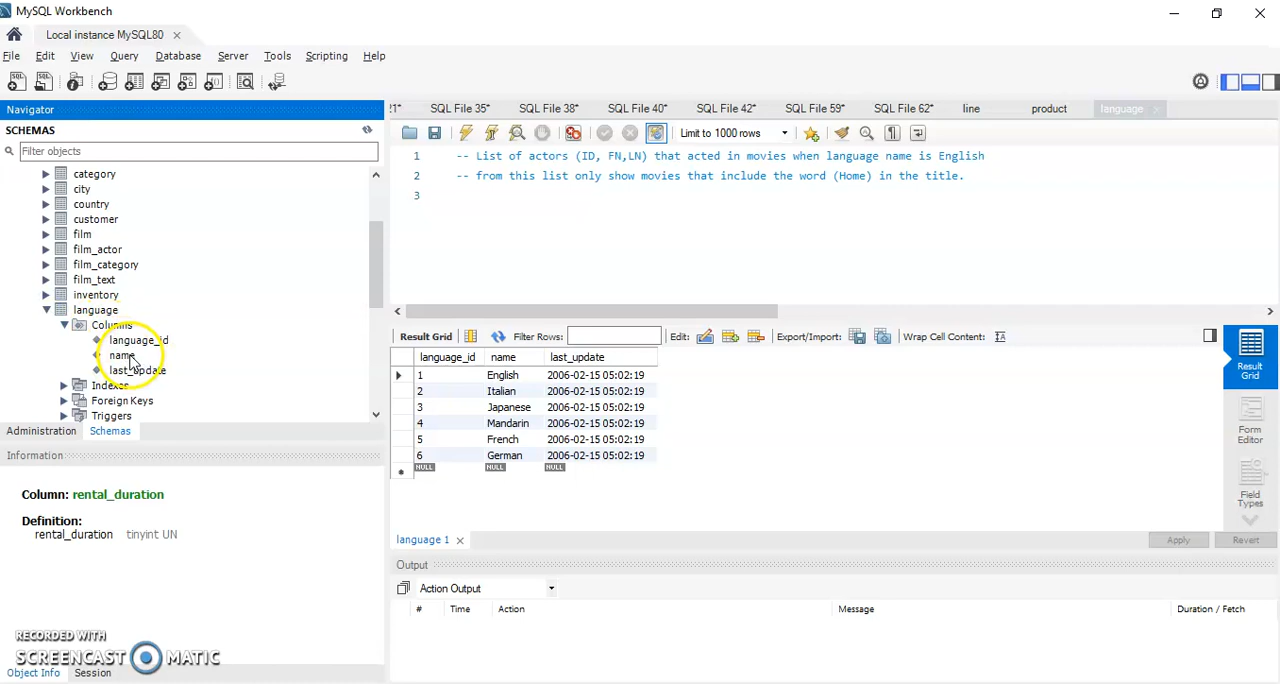 MySQL Workbench
Local instance MySQL80
File Edit View Query Database Server Tools Scripting Help
Navigator
SCHEMAS
Filter objects
category
city
country
customer
film
film_actor
film_category
film_text
inventory
language
Columns
language_id
name
last_update
Indexes
Foreign Keys
Triggers
Administration Schemas
Information
Column: rental_duration
Definition:
rental_duration tinyint UN
RECORDED WITH
SCREENCAST MATIC
Object Info Session
21* SQL File 35* SQL File 38* SQL File 40* SQL File 42* SQL File 59* SQL File 62* line product language
Limit to 1000 rows
1 -- List of actors (ID, FN,LN) that acted in movies when language name is English
2 -- from this list only show movies that include the word (Home) in the title.
3
Result Grid Filter Rows: Edit: Export/Import: Wrap Cell Content:
language_id name last_update
1 English 2006-02-15 05:02:19
2 Italian 2006-02-15 05:02:19
3 Japanese 2006-02-15 05:02:19
4 Mandarin 2006-02-15 05:02:19
5 French 2006-02-15 05:02:19
6 German 2006-02-15 05:02:19
NULL NULL NULL
Result
Grid
Form
Editor
Field
Types
language 1
Apply Revert
Output
Action Output
# Time Action Message Duration / Fetch